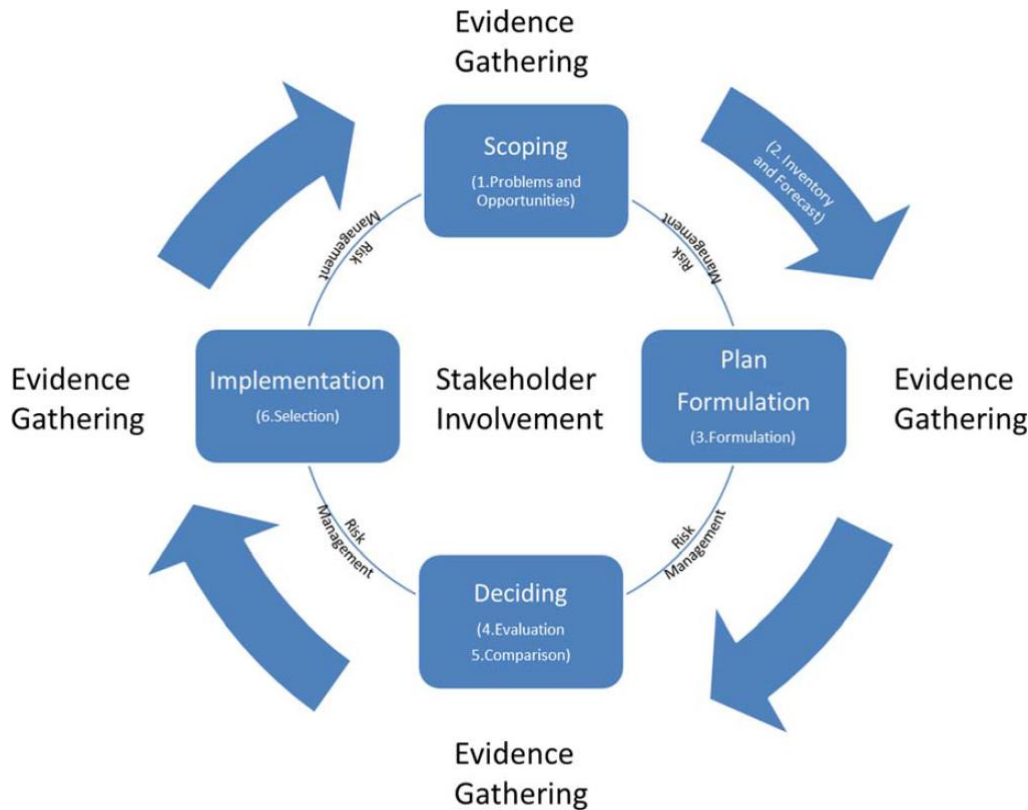 Evidence
Gathering
Scoping
(1.Problems and
Opportunities)
(2. Inventory
and Forecast)
Risk
Management
Risk
Management
Evidence
Gathering
Implementation
(6.Selection)
Stakeholder
Involvement
Plan
Formulation
(3.Formulation)
Evidence
Gathering
Risk
Management
Risk
Management
Deciding
(4.Evaluation
5.Comparison)
Evidence
Gathering